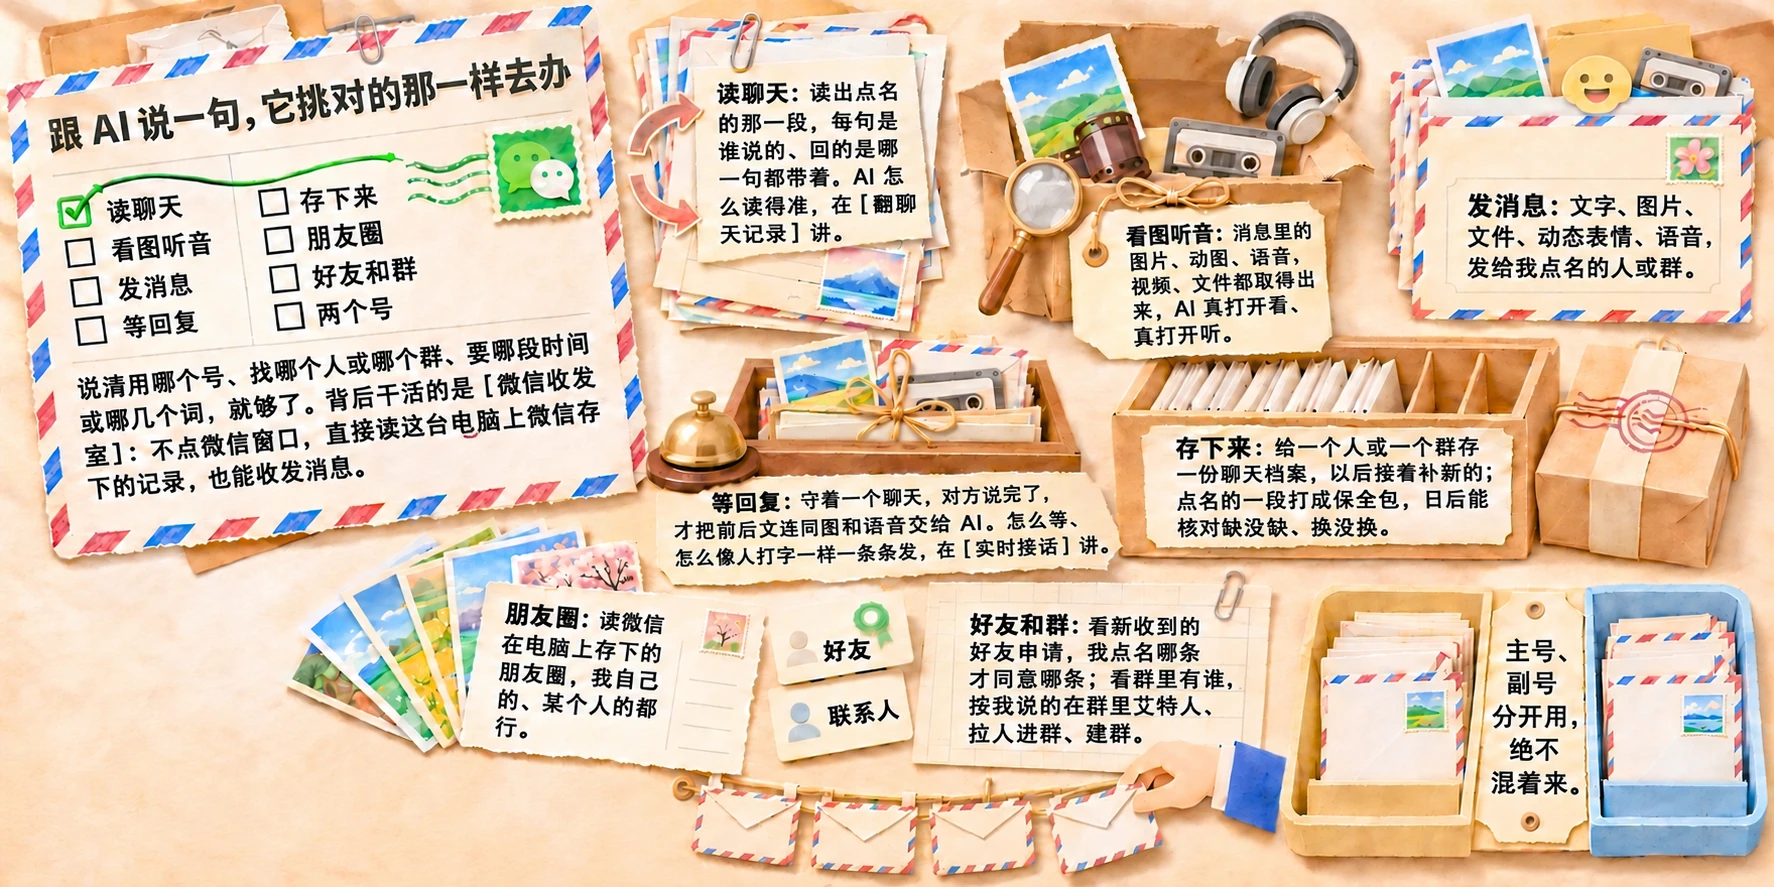 跟 AI 说一句，它挑对的那一样去办
读聊天
看图听音
发消息
等回复
存下来
朋友圈
好友和群
两个号
说清用哪个号、找哪个人或哪个群、要哪段时间
或哪几个词，就够了。背后干活的是［微信收发
室］：不点微信窗口，直接读这台电脑上微信存
下的记录，也能收发消息。
读聊天：读出点名
的那一段，每句是
谁说的、回的是哪
一句都带着。AI 怎
么读得准，在［翻聊
天记录］讲。
看图听音：消息里的
图片、动图、语音，
视频、文件都取得出
来，AI 真打开看、
真打开听。
发消息：文字、图片、
文件、动态表情、语音，
发给我点名的人或群。
等回复：守着一个聊天，对方说完了，
才把前后文连同图和语音交给 AI。怎么等、
怎么像人打字一样一条条发，在［实时接话］讲。
存下来：给一个人或一个群存
一份聊天档案，以后接着补新的；
点名的一段打成保全包，日后能
核对缺没缺、换没换。
朋友圈：读微信
在电脑上存下的
朋友圈，我自己
的、某个人的都
行。
好友
联系人
好友和群：看新收到的
好友申请，我点名哪条
才同意哪条；看群里有谁，
按我说的在群里艾特人、
拉人进群、建群。
主号、
副号
分开用，
绝不
混着来。